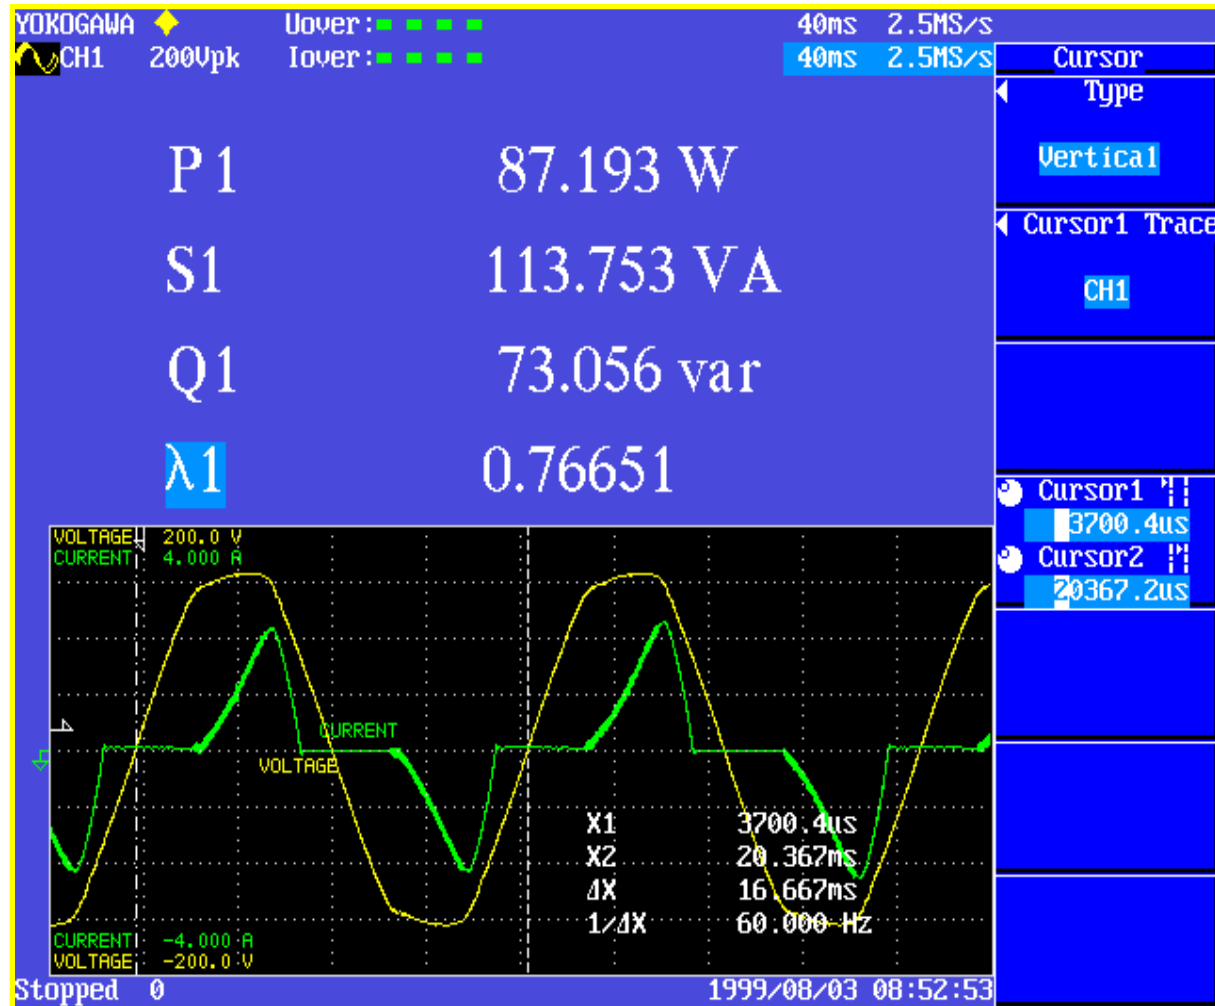 YOKOGAWA Uover: 40ms 2.5MS/s
CH1 200Vpk Iover: 40ms 2.5MS/s
Cursor
Type
Vertical
Cursor1 Trace
CH1
P1 87.193 W
S1 113.753 VA
Q1 73.056 var
λ1 0.76651
Cursor1
3700.4us
Cursor2
20367.2us
VOLTAGE 200.0 V
CURRENT 4.000 A
CURRENT
VOLTAGE
X1 3700.4us
X2 20.367ms
ΔX 16.667ms
1/ΔX 60.000 Hz
CURRENT -4.000 A
VOLTAGE -200.0 V
Stopped 0 1999/08/03 08:52:53